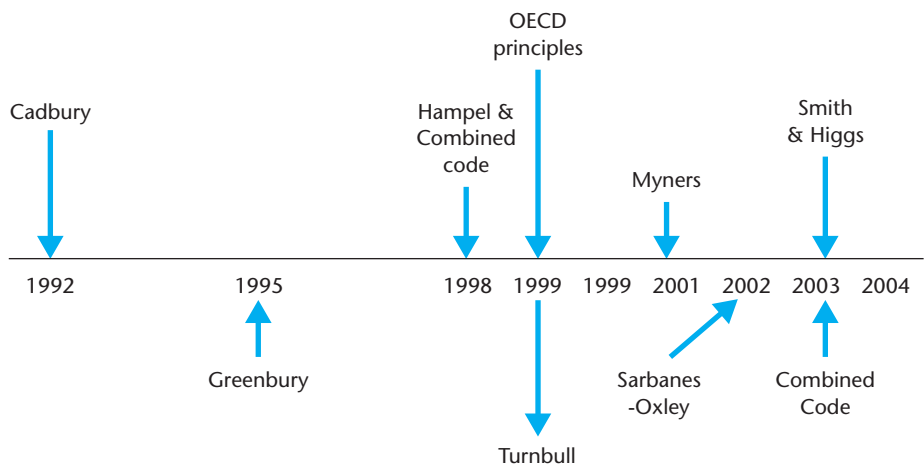 OECD
principles
Cadbury
Hampel &
Combined
code
Smith
& Higgs
Myners
1992 1995 1998 1999 1999 2001 2002 2003 2004
Greenbury
Sarbanes
-Oxley
Combined
Code
Turnbull